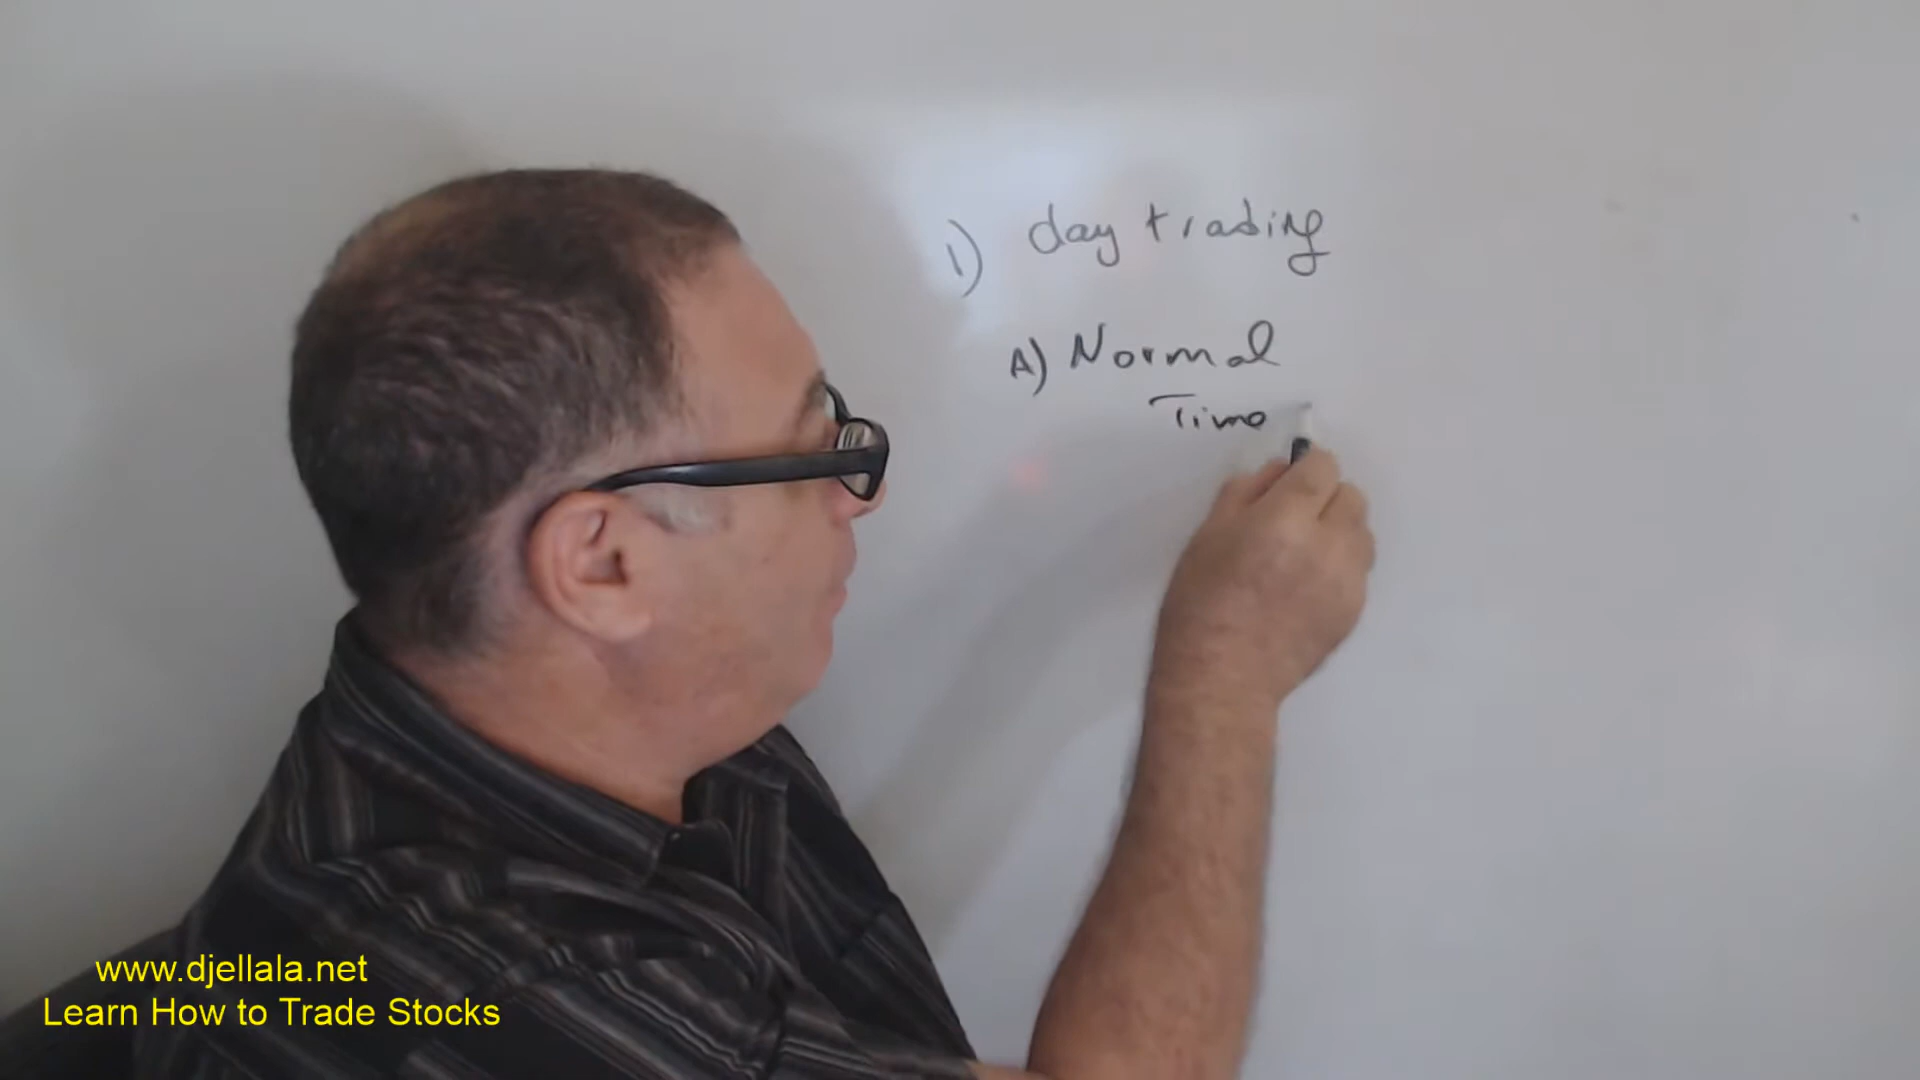 1) day trading
A) Normal
Time
www.djellala.net
Learn How to Trade Stocks